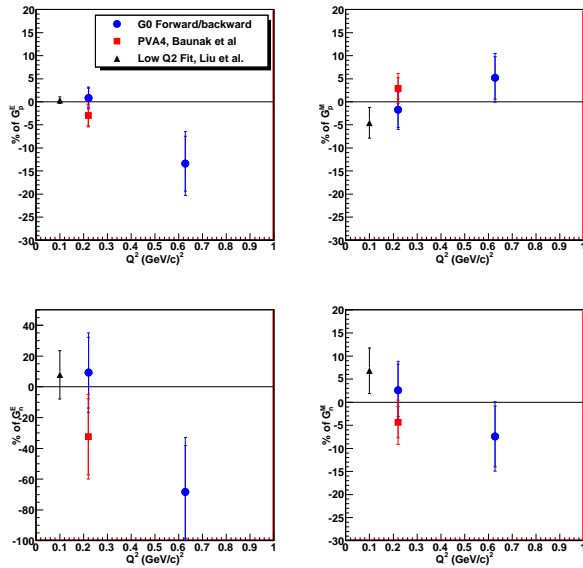 G0 Forward/backward
PVA4, Baunak et al
Low Q2 Fit, Liu et al.
% of G_p^E
20
15
10
5
0
-5
-10
-15
-20
-25
-30
0 0.1 0.2 0.3 0.4 0.5 0.6 0.7 0.8 0.9 1
Q² (GeV/c)²
% of G_p^M
20
15
10
5
0
-5
-10
-15
-20
-25
-30
0 0.1 0.2 0.3 0.4 0.5 0.6 0.7 0.8 0.9 1
Q² (GeV/c)²
% of G_n^E
40
20
0
-20
-40
-60
-80
-100
0 0.1 0.2 0.3 0.4 0.5 0.6 0.7 0.8 0.9 1
Q² (GeV/c)²
% of G_n^M
20
15
10
5
0
-5
-10
-15
-20
-25
-30
0 0.1 0.2 0.3 0.4 0.5 0.6 0.7 0.8 0.9 1
Q² (GeV/c)²